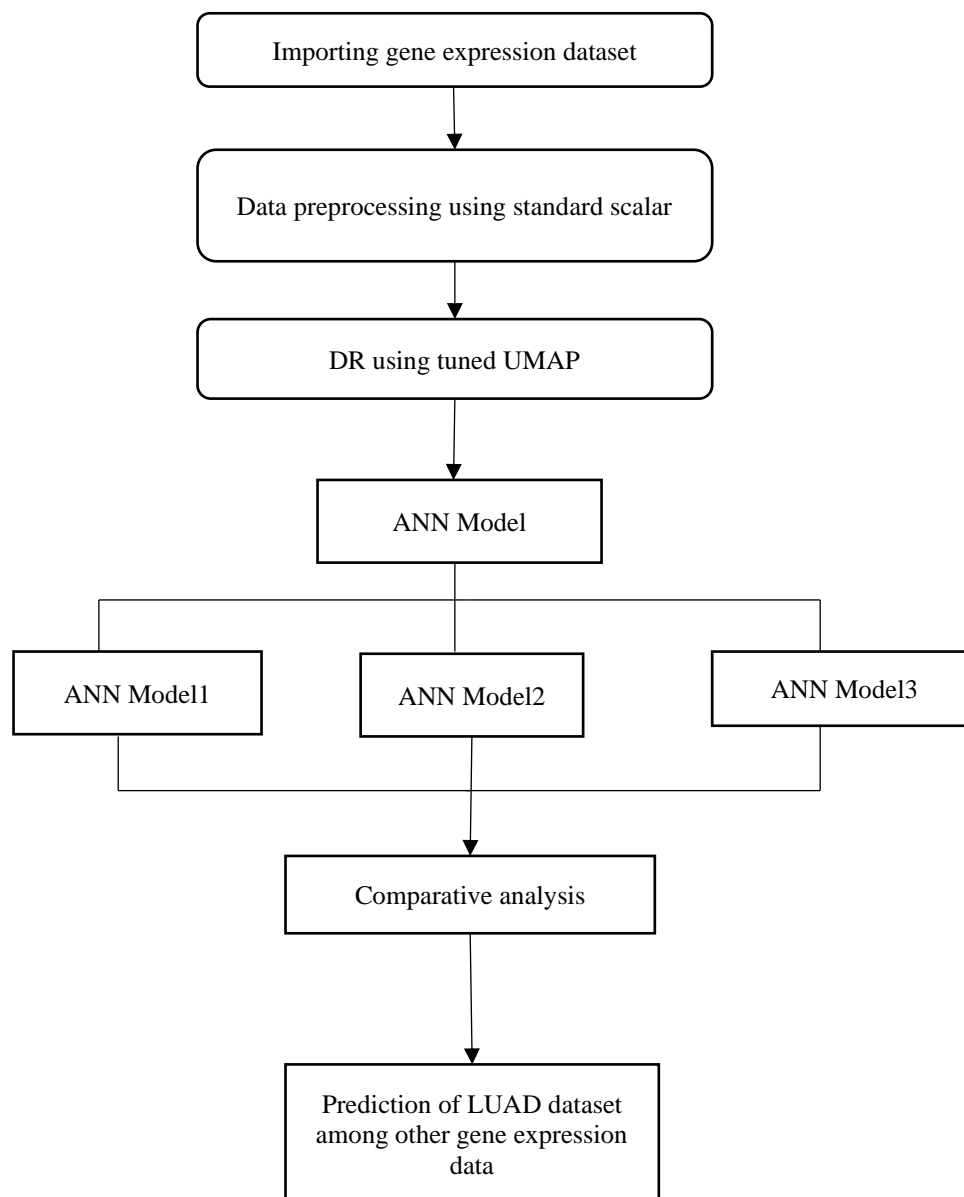 Importing gene expression dataset
Data preprocessing using standard scalar
DR using tuned UMAP
ANN Model
ANN Model1
ANN Model2
ANN Model3
Comparative analysis
Prediction of LUAD dataset
among other gene expression
data